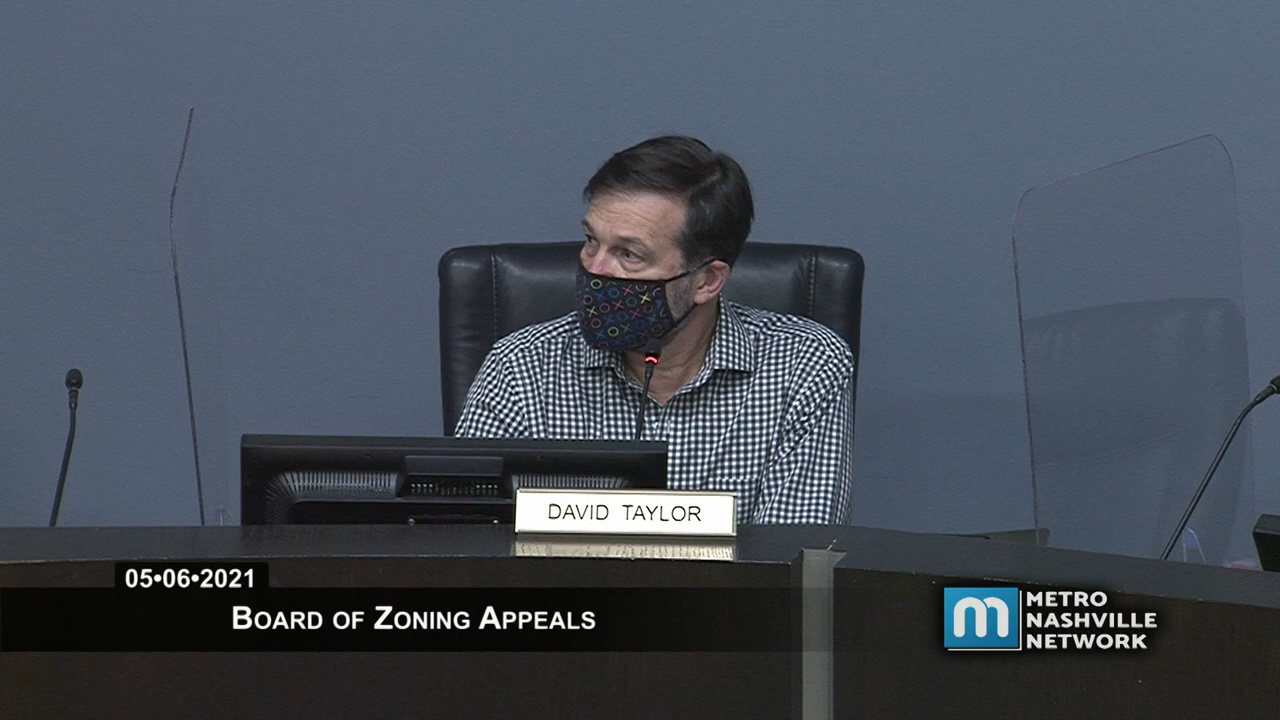 DAVID TAYLOR
05•06•2021
BOARD OF ZONING APPEALS
m METRO
NASHVILLE
NETWORK